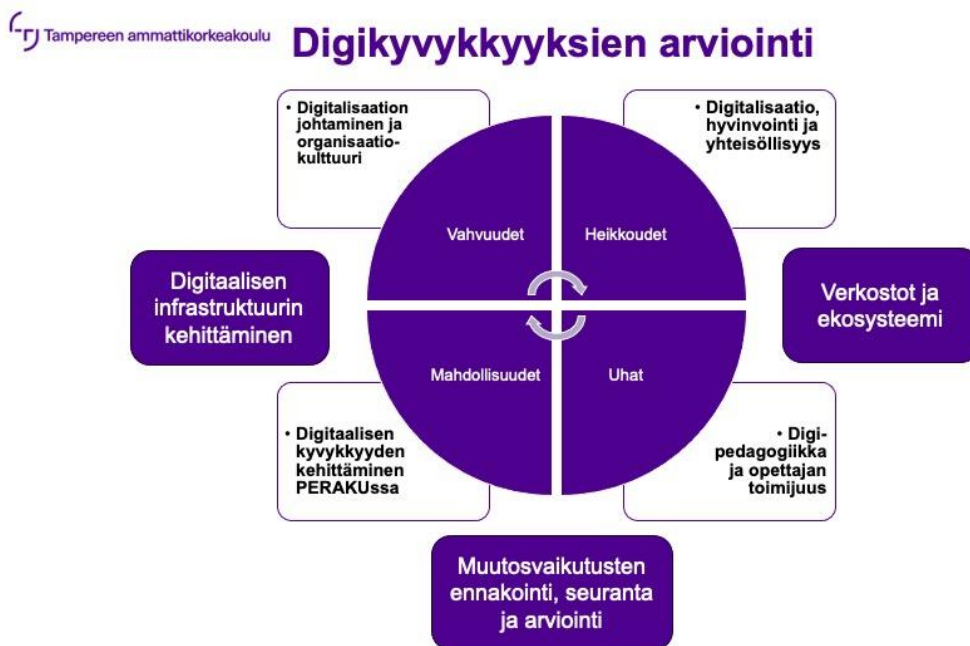 Tampereen ammattikorkeakoulu
Digikyvykkyyksien arviointi
• Digitalisaation
johtaminen ja
organisaatio-
kulttuuri
• Digitalisaatio,
hyvinvointi ja
yhteisöllisyys
Vahvuudet
Heikkoudet
Digitaalisen
infrastruktuurin
kehittäminen
Verkostot ja
ekosysteemi
Mahdollisuudet
Uhat
• Digitaalisen
kyvykkyyden
kehittäminen
PERAKUssa
• Digi-
pedagogiikka
ja opettajan
toimijuus
Muutosvaikutusten
ennakointi, seuranta
ja arviointi